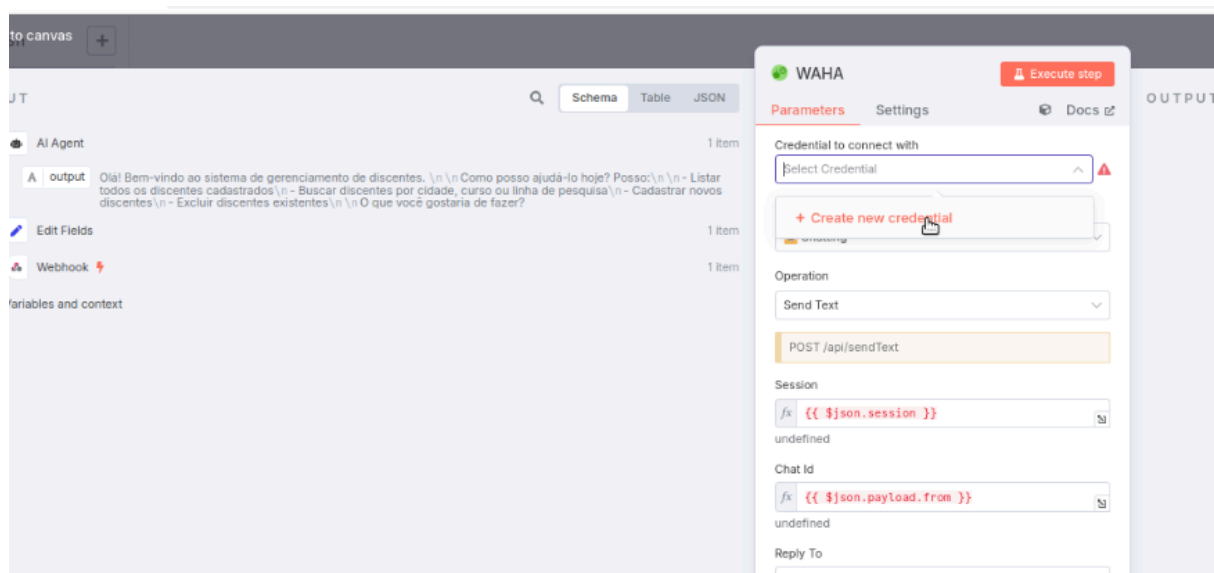 to canvas
+
WAHA
Execute step
UT
Schema Table JSON
OUTPUT
Parameters Settings Docs
AI Agent
1 item
Credential to connect with
Select Credential
A output
Olá! Bem-vindo ao sistema de gerenciamento de discentes. \n \n Como posso ajudá-lo hoje? Posso:\n \n - Listar
todos os discentes cadastrados\n - Buscar discentes por cidade, curso ou linha de pesquisa\n - Cadastrar novos
discentes\n - Excluir discentes existentes\n \n O que você gostaria de fazer?
+ Create new credential
Edit Fields
1 item
Chatting
Webhook
1 item
Operation
Variables and context
Send Text
POST /api/sendText
Session
fx {{ $json.session }}
undefined
Chat Id
fx {{ $json.payload.from }}
undefined
Reply To